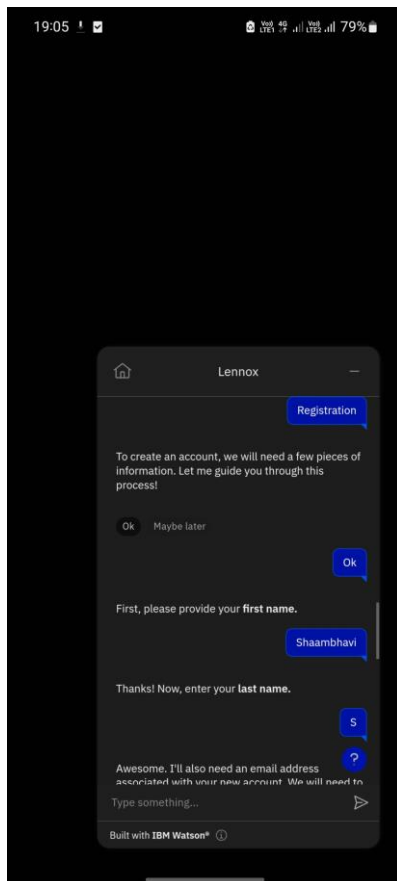 19:05 79%
Lennox
Registration
To create an account, we will need a few pieces of
information. Let me guide you through this
process!
Ok Maybe later
Ok
First, please provide your first name.
Shaambhavi
Thanks! Now, enter your last name.
S
?
Awesome. I'll also need an email address
associated with your new account. We will need to
Type something...
Built with IBM Watson®